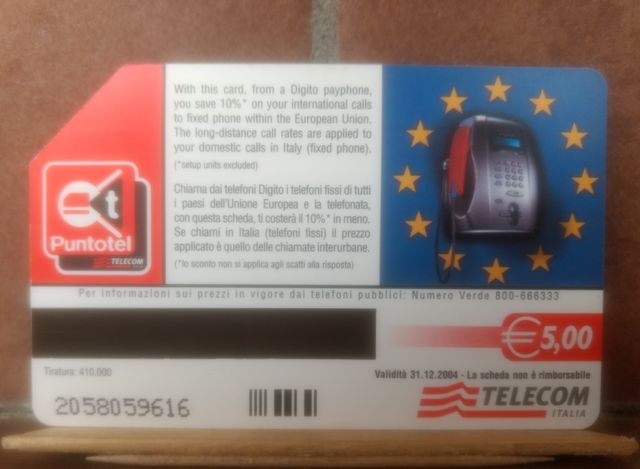 With this card, from a Digito payphone,
you save 10%* on your international calls
to fixed phone within the European Union.
The long-distance call rates are applied to
your domestic calls in Italy (fixed phone).
(*setup units excluded)
Chiama dai telefoni Digito i telefoni fissi di tutti
i paesi dell'Unione Europea e la telefonata,
con questa scheda, ti costerà il 10%* in meno.
Se chiami in Italia (telefoni fissi) il prezzo
applicato è quello delle chiamate interurbane.
(*lo sconto non si applica agli scatti alla risposta)
t
Puntotel
TELECOM
Per informazioni sui prezzi in vigore dai telefoni pubblici: Numero Verde 800-666333
€5,00
Tiratura: 410.000
Validità 31.12.2004 - La scheda non è rimborsabile
2058059616
TELECOM
ITALIA